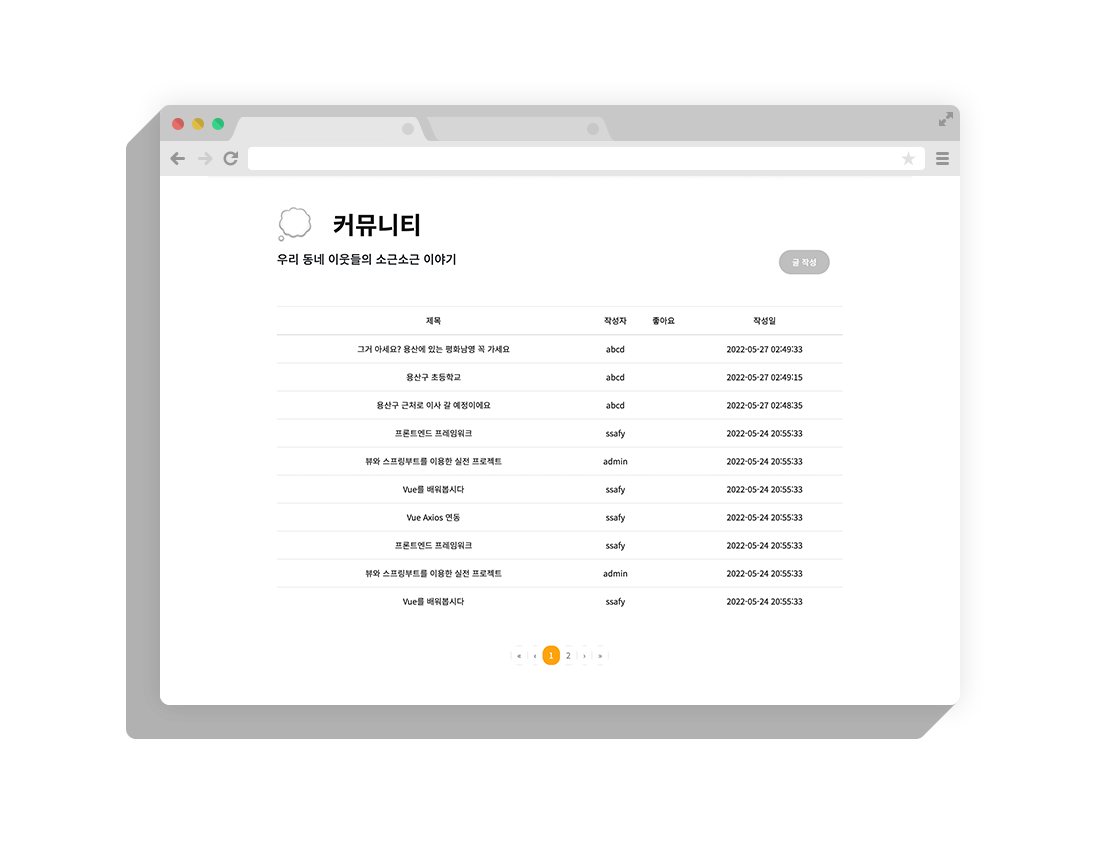 커뮤니티
우리 동네 이웃들의 소근소근 이야기
글 작성
제목 작성자 좋아요 작성일
그거 아세요? 용산에 있는 평화남영 꼭 가세요 abcd 2022-05-27 02:49:33
용산구 초등학교 abcd 2022-05-27 02:49:15
용산구 근처로 이사 갈 예정이에요 abcd 2022-05-27 02:48:35
프론트엔드 프레임워크 ssafy 2022-05-24 20:55:33
뷰와 스프링부트를 이용한 실전 프로젝트 admin 2022-05-24 20:55:33
Vue를 배워봅시다 ssafy 2022-05-24 20:55:33
Vue Axios 연동 ssafy 2022-05-24 20:55:33
프론트엔드 프레임워크 ssafy 2022-05-24 20:55:33
뷰와 스프링부트를 이용한 실전 프로젝트 admin 2022-05-24 20:55:33
Vue를 배워봅시다 ssafy 2022-05-24 20:55:33
« ‹ 1 2 › »